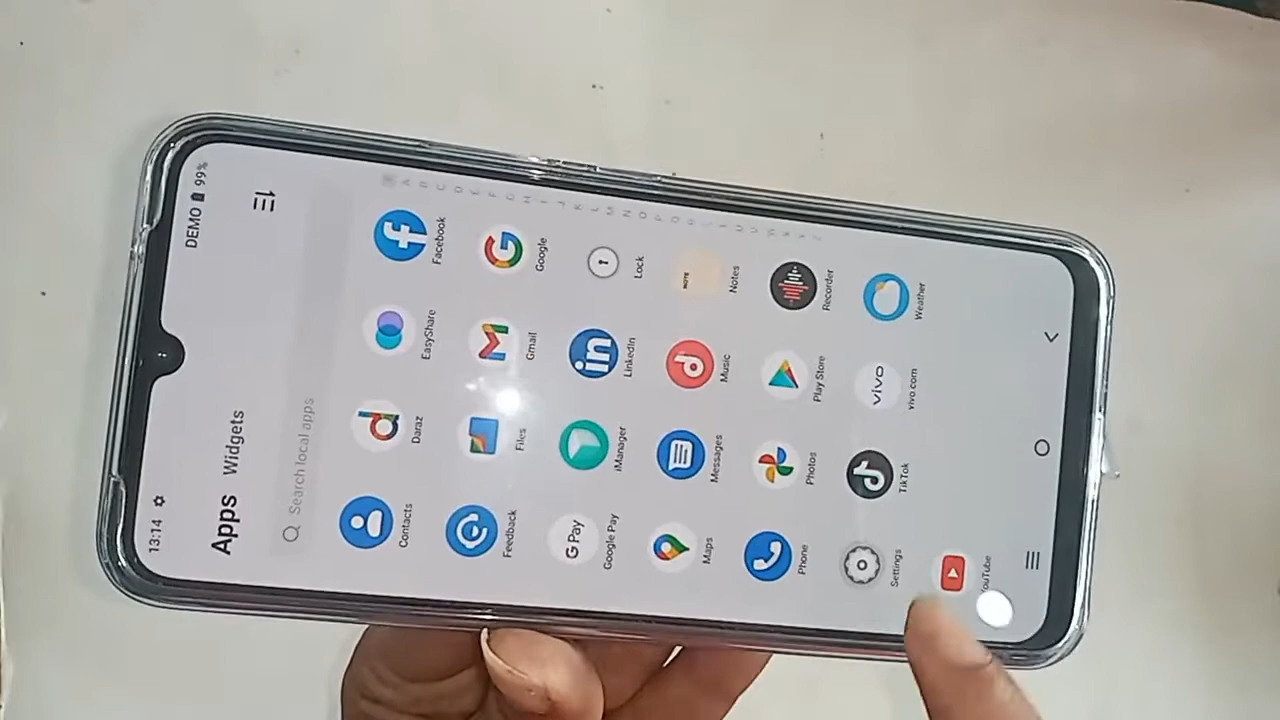 13:14
DEMO 99%
Apps Widgets
Search local apps
Contacts Daraz EasyShare Facebook
Feedback Files Gmail Google
G Pay
Google Pay iManager LinkedIn Lock
NOTE
Maps Messages Music Notes
Phone Photos Play Store Recorder
vivo
Settings TikTok vivo.com Weather
YouTube